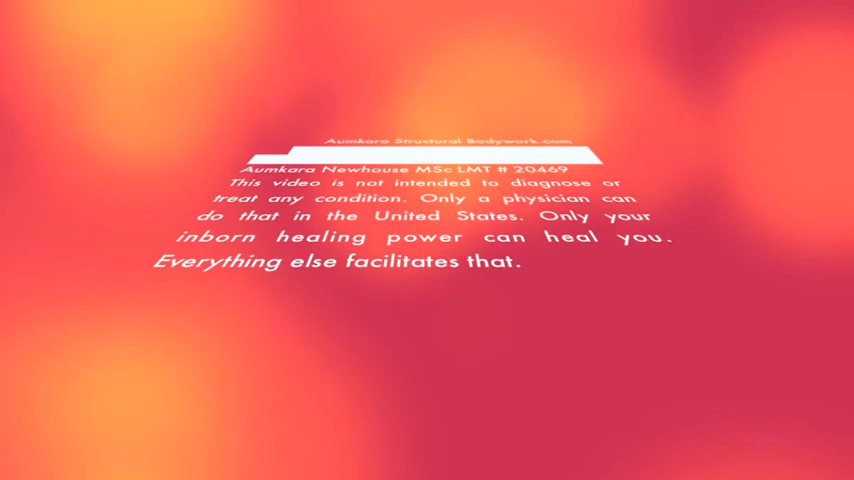 Aumkara Structural Bodywork.com
Aumkara Newhouse MSc LMT # 20469
This video is not intended to diagnose or
treat any condition. Only a physician can
do that in the United States. Only your
inborn healing power can heal you.
Everything else facilitates that.